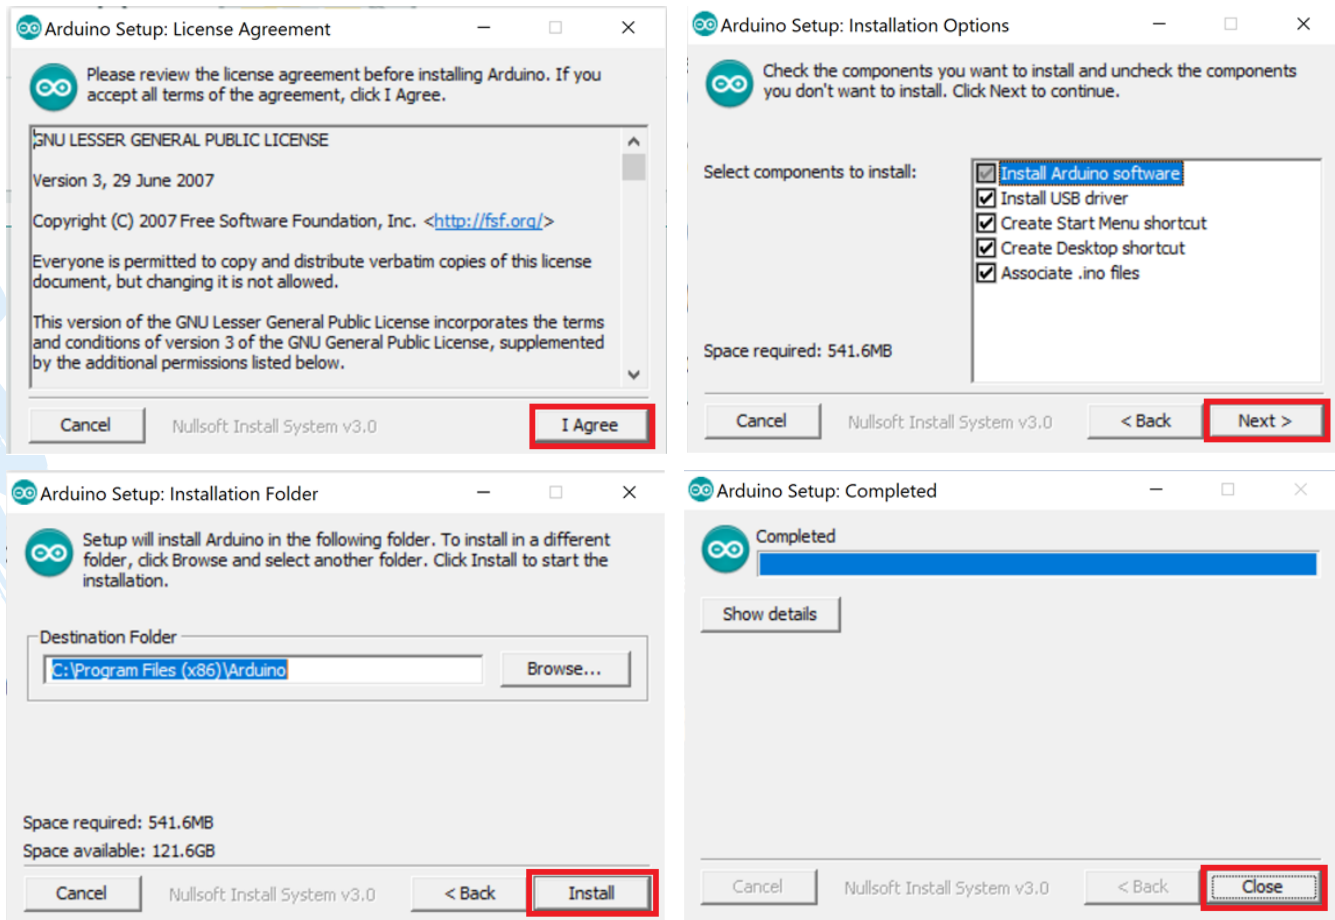 Arduino Setup: License Agreement
Please review the license agreement before installing Arduino. If you
accept all terms of the agreement, click I Agree.
GNU LESSER GENERAL PUBLIC LICENSE
Version 3, 29 June 2007
Copyright (C) 2007 Free Software Foundation, Inc. <http://fsf.org/>
Everyone is permitted to copy and distribute verbatim copies of this license
document, but changing it is not allowed.
This version of the GNU Lesser General Public License incorporates the terms
and conditions of version 3 of the GNU General Public License, supplemented
by the additional permissions listed below.
Cancel
Nullsoft Install System v3.0
I Agree
Arduino Setup: Installation Options
Check the components you want to install and uncheck the components
you don't want to install. Click Next to continue.
Select components to install:
Install Arduino software
Install USB driver
Create Start Menu shortcut
Create Desktop shortcut
Associate .ino files
Space required: 541.6MB
Cancel
Nullsoft Install System v3.0
< Back
Next >
Arduino Setup: Installation Folder
Setup will install Arduino in the following folder. To install in a different
folder, click Browse and select another folder. Click Install to start the
installation.
Destination Folder
C:\Program Files (x86)\Arduino
Browse...
Space required: 541.6MB
Space available: 121.6GB
Cancel
Nullsoft Install System v3.0
< Back
Install
Arduino Setup: Completed
Completed
Show details
Cancel
Nullsoft Install System v3.0
< Back
Close